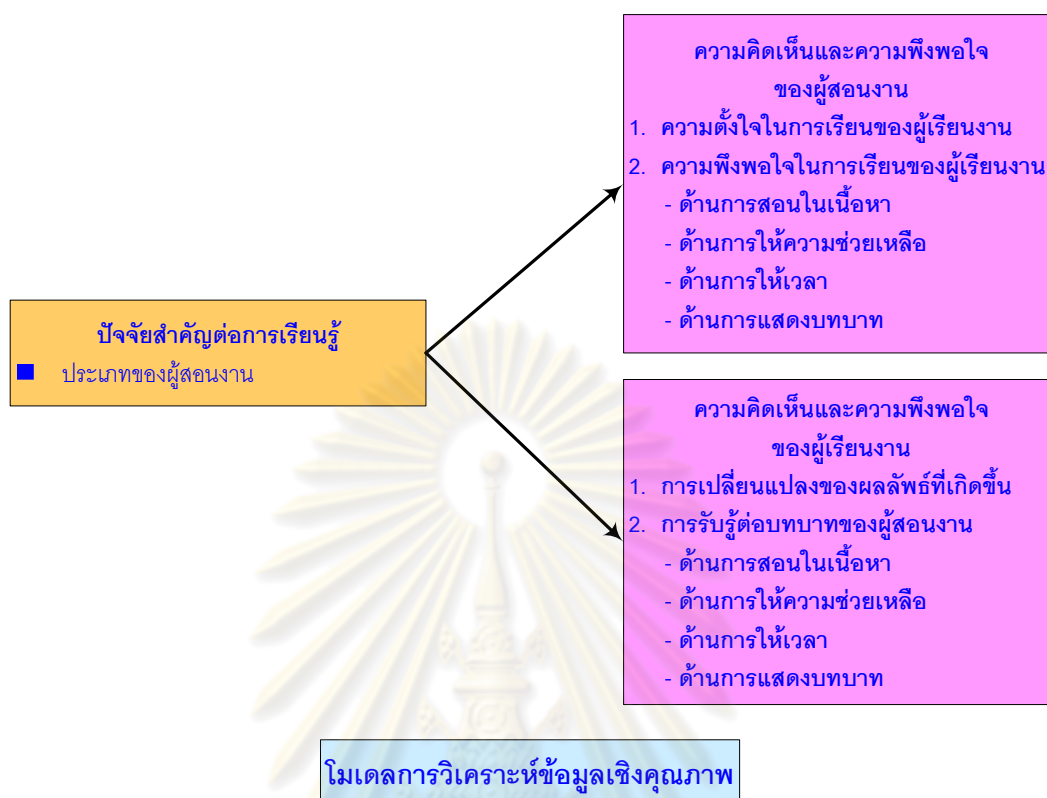 ความคิดเห็นและความพึงพอใจ
ของผู้สอนงาน
1. ความตั้งใจในการเรียนของผู้เรียนงาน
2. ความพึงพอใจในการเรียนของผู้เรียนงาน
- ด้านการสอนในเนื้อหา
- ด้านการให้ความช่วยเหลือ
- ด้านการให้เวลา
- ด้านการแสดงบทบาท
ปัจจัยสำคัญต่อการเรียนรู้
■ ประเภทของผู้สอนงาน
ความคิดเห็นและความพึงพอใจ
ของผู้เรียนงาน
1. การเปลี่ยนแปลงของผลลัพธ์ที่เกิดขึ้น
2. การรับรู้ต่อบทบาทของผู้สอนงาน
- ด้านการสอนในเนื้อหา
- ด้านการให้ความช่วยเหลือ
- ด้านการให้เวลา
- ด้านการแสดงบทบาท
โมเดลการวิเคราะห์ข้อมูลเชิงคุณภาพ